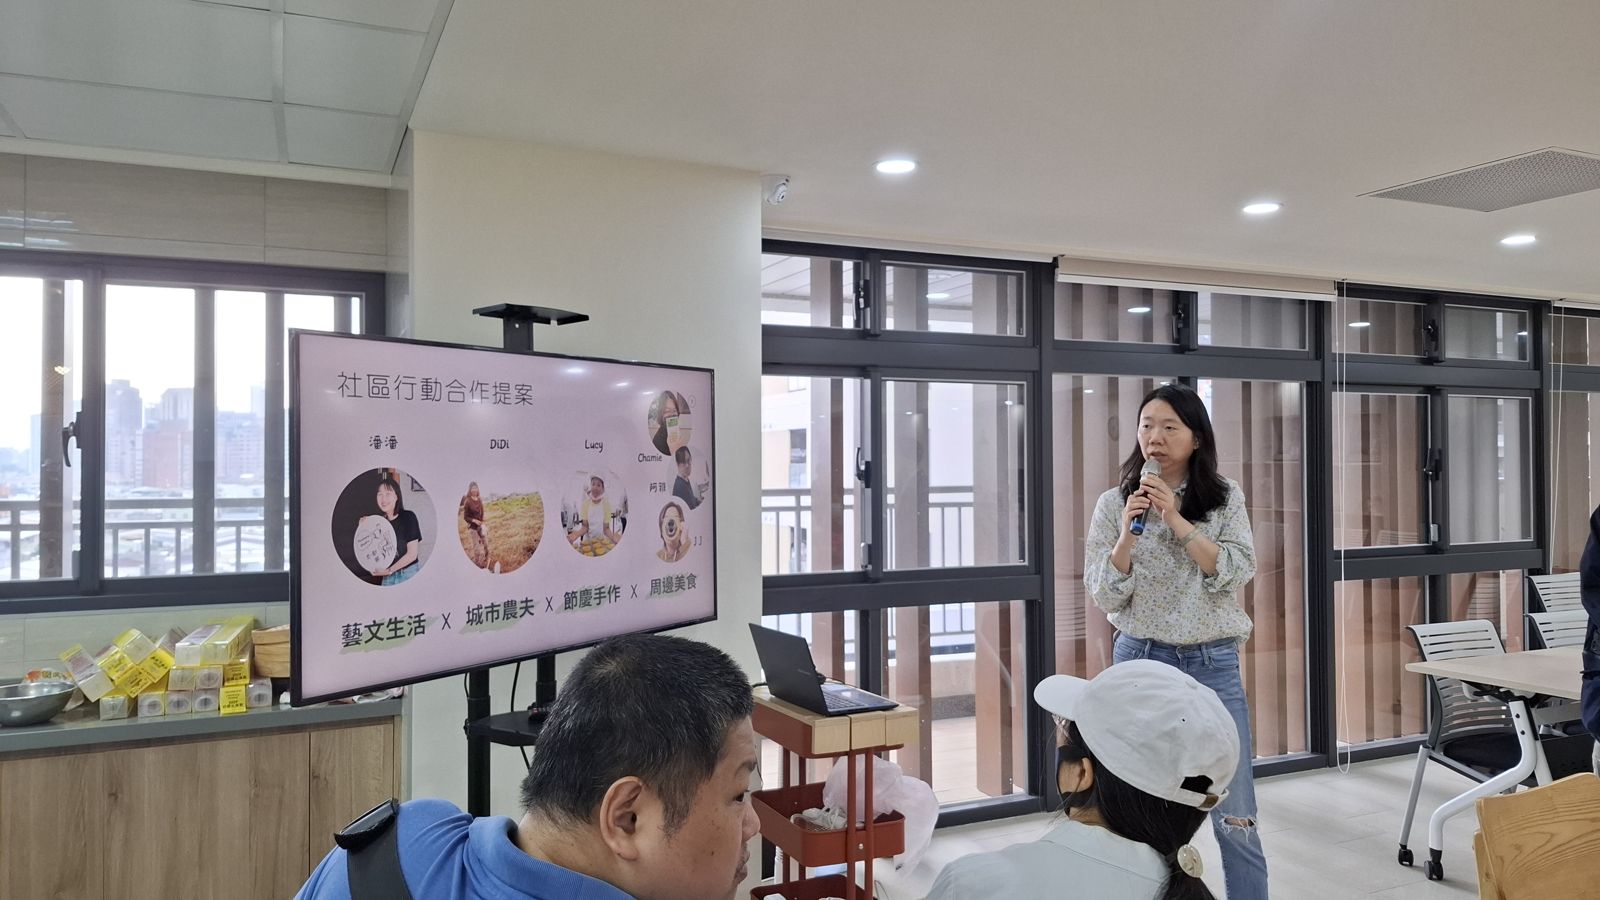 社區行動合作提案
潘潘
DiDi
Lucy
Chamie
阿雅
JJ
藝文生活 X 城市農夫 X 節慶手作 X 周邊美食